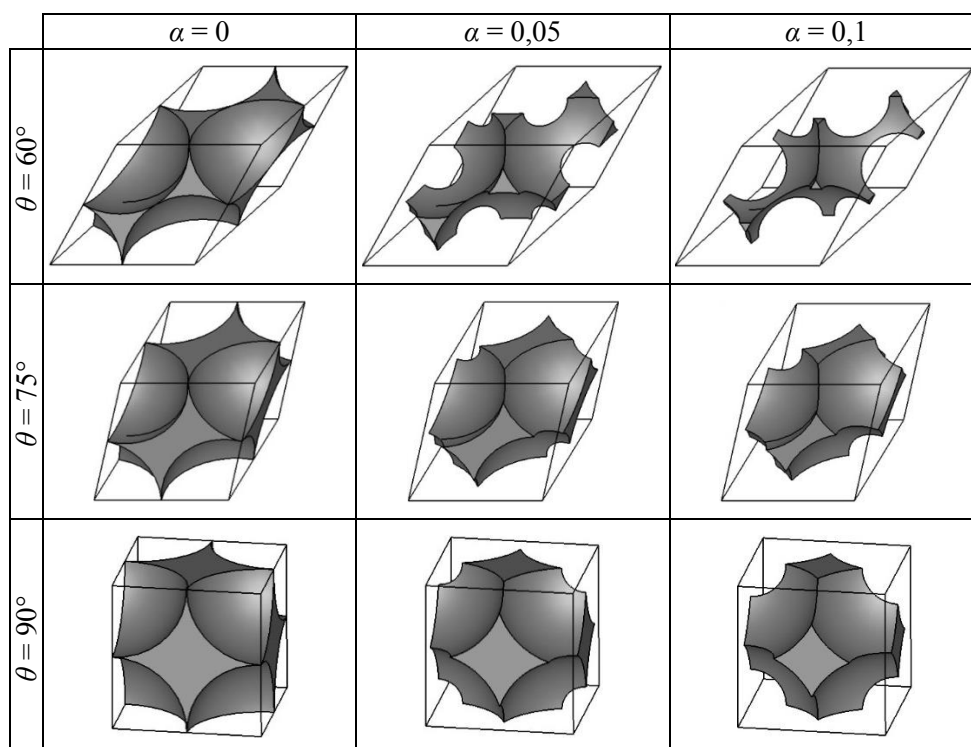 α = 0 α = 0,05 α = 0,1
θ = 60°
θ = 75°
θ = 90°